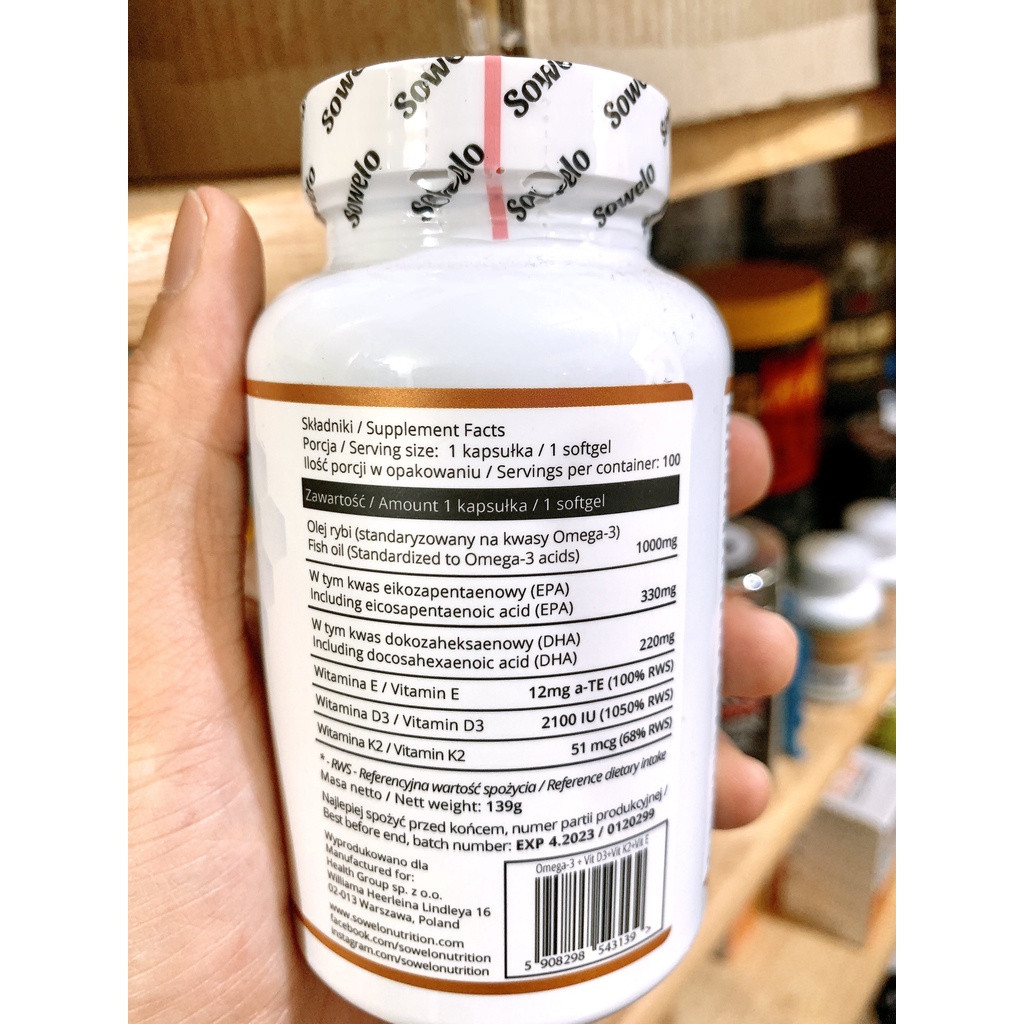 Sowelo
Sowelo
Sowelo
Sowelo
Składniki / Supplement Facts
Porcja / Serving size: 1 kapsułka / 1 softgel
Ilość porcji w opakowaniu / Servings per container: 100
Zawartość / Amount 1 kapsułka / 1 softgel
Olej rybi (standaryzowany na kwasy Omega-3)
Fish oil (Standardized to Omega-3 acids) 1000mg
W tym kwas eikozapentaenowy (EPA)
Including eicosapentaenoic acid (EPA) 330mg
W tym kwas dokozaheksaenowy (DHA)
Including docosahexaenoic acid (DHA) 220mg
Witamina E / Vitamin E 12mg a-TE (100% RWS)
Witamina D3 / Vitamin D3 2100 IU (1050% RWS)
Witamina K2 / Vitamin K2 51 mcg (68% RWS)
* - RWS - Referencyjna wartość spożycia / Reference dietary intake
Masa netto / Nett weight: 139g
Najlepiej spożyć przed końcem, numer partii produkcyjnej /
Best before end, batch number: EXP 4.2023 / 0120299
Wyprodukowano dla
Manufactured for:
Health Group sp. z o.o.
Williama Heerleina Lindleya 16
02-013 Warszawa, Poland
www.sowelonutrition.com
facebook.com/sowelonutrition
instagram.com/sowelonutrition
Omega-3 + Vit D3+Vit K2+Vit E
5 908298 543139 >